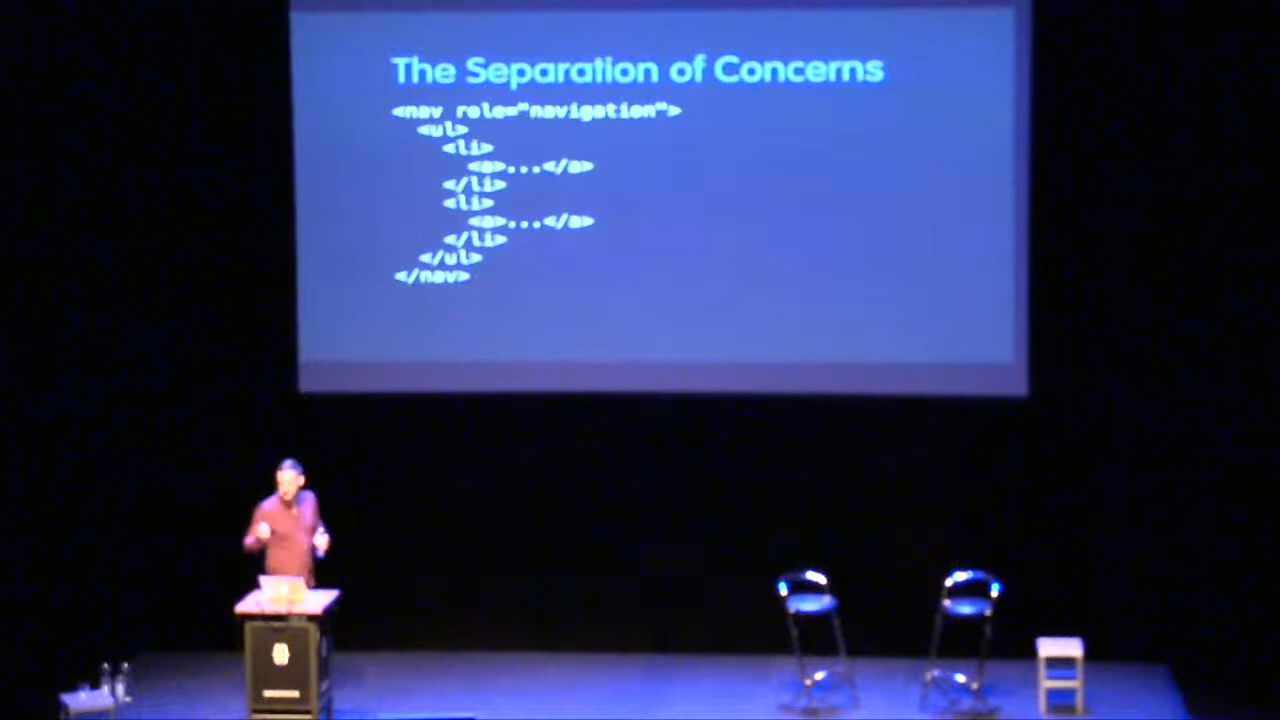 The Separation of Concerns
<nav role="navigation">
<ul>
<li>
<a>...</a>
</li>
<li>
<a>...</a>
</li>
</ul>
</nav>